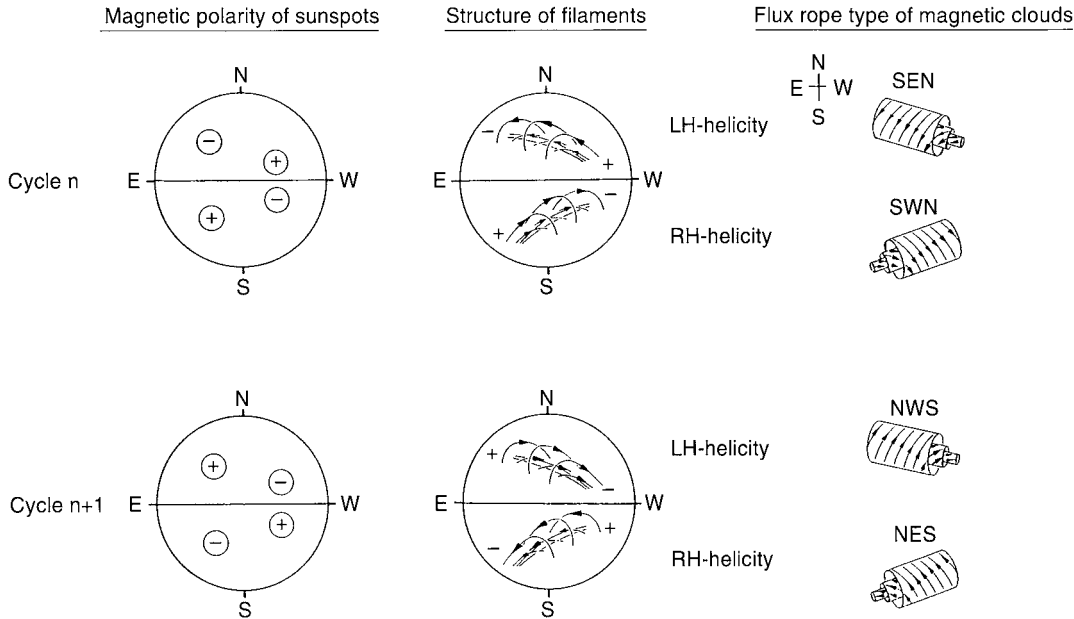 Magnetic polarity of sunspots
Structure of filaments
Flux rope type of magnetic clouds
Cycle n
N
E
W
S
−
+
−
+
N
W
S
−
+
+
−
LH-helicity
RH-helicity
N
E W
S
SEN
SWN
Cycle n+1
N
E
W
S
+
−
+
−
N
E
W
S
+
−
+
−
LH-helicity
RH-helicity
NWS
NES